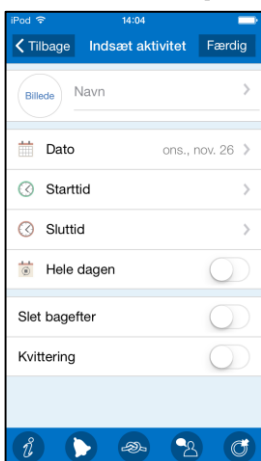 iPod 14:04
Tilbage Indsæt aktivitet Færdig
Billede Navn
Dato ons., nov. 26
Starttid
Sluttid
Hele dagen
Slet bagefter
Kvittering